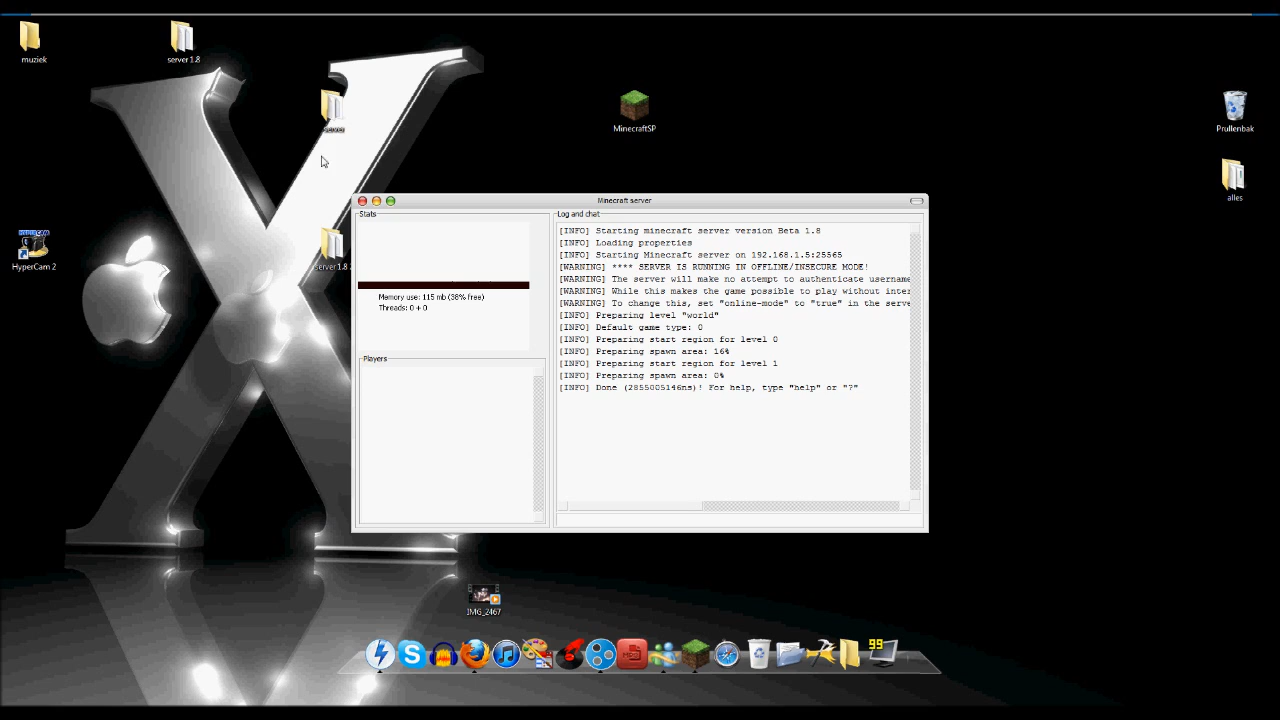 muziek
server 1.8
server
MinecraftSP
Prullenbak
alles
HyperCam 2
server 1.8
IMG_2467
Minecraft server
Stats
Memory use: 115 mb (38% free)
Threads: 0 + 0
Players
Log and chat
[INFO] Starting minecraft server version Beta 1.8
[INFO] Loading properties
[INFO] Starting Minecraft server on 192.168.1.5:25565
[WARNING] **** SERVER IS RUNNING IN OFFLINE/INSECURE MODE!
[WARNING] The server will make no attempt to authenticate username
[WARNING] While this makes the game possible to play without inter
[WARNING] To change this, set "online-mode" to "true" in the serve
[INFO] Preparing level "world"
[INFO] Default game type: 0
[INFO] Preparing start region for level 0
[INFO] Preparing spawn area: 16%
[INFO] Preparing start region for level 1
[INFO] Preparing spawn area: 0%
[INFO] Done (2855005146ns)! For help, type "help" or "?"
99